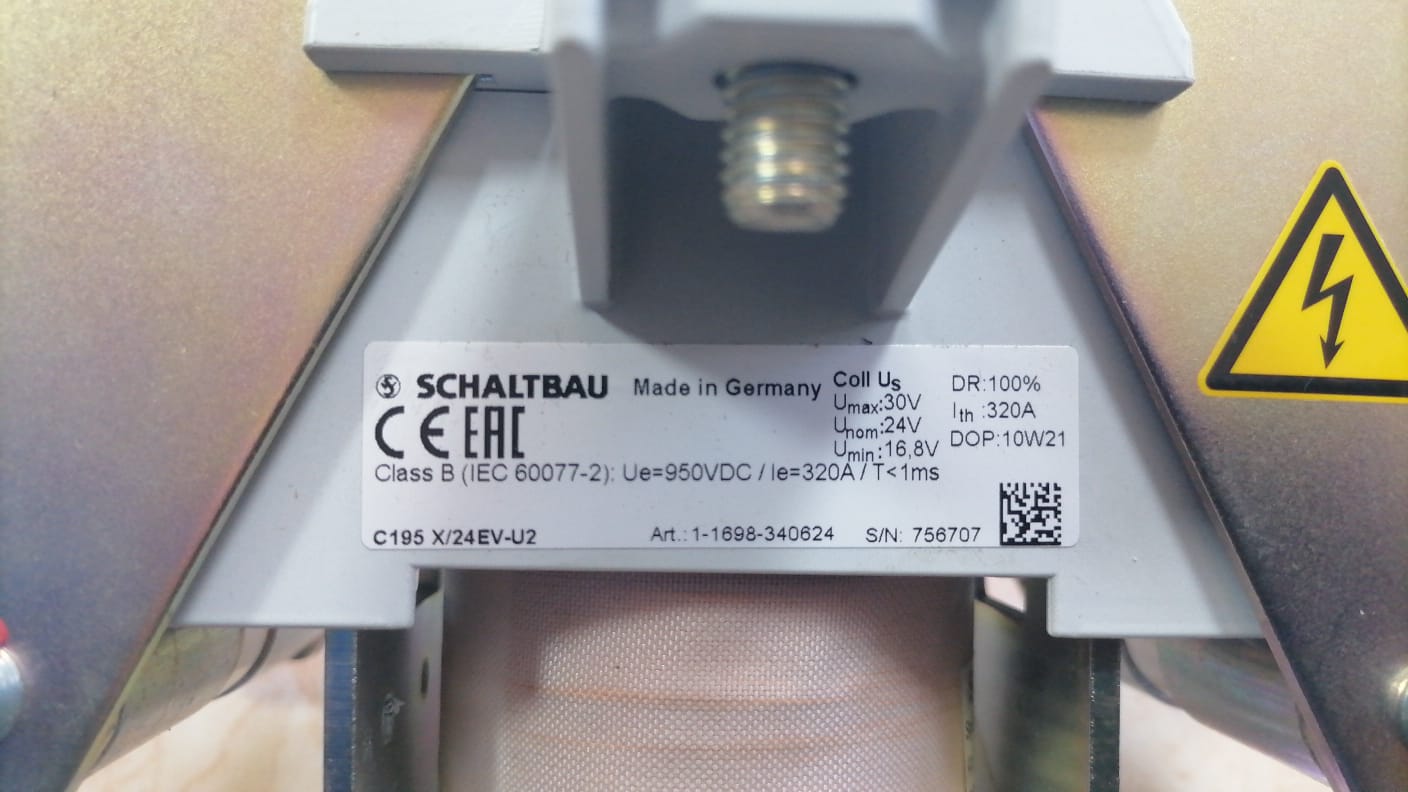 SCHALTBAU Made in Germany
CE EAC
Coil Us
Umax:30V
Unom:24V
Umin:16,8V
DR:100%
Ith :320A
DOP:10W21
Class B (IEC 60077-2): Ue=950VDC / Ie=320A / T<1ms
C195 X/24EV-U2 Art.: 1-1698-340624 S/N: 756707